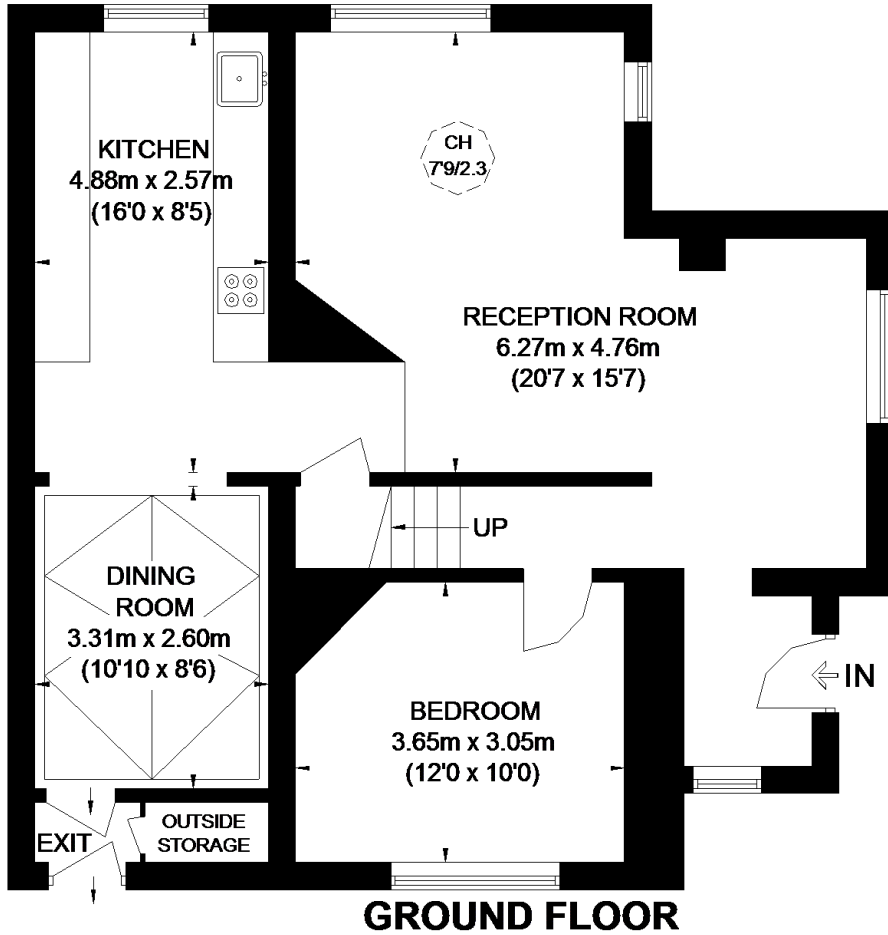 KITCHEN
4.88m x 2.57m
(16'0 x 8'5)
CH
7'9/2.3
RECEPTION ROOM
6.27m x 4.76m
(20'7 x 15'7)
UP
DINING
ROOM
3.31m x 2.60m
(10'10 x 8'6)
IN
BEDROOM
3.65m x 3.05m
(12'0 x 10'0)
EXIT
OUTSIDE
STORAGE
GROUND FLOOR